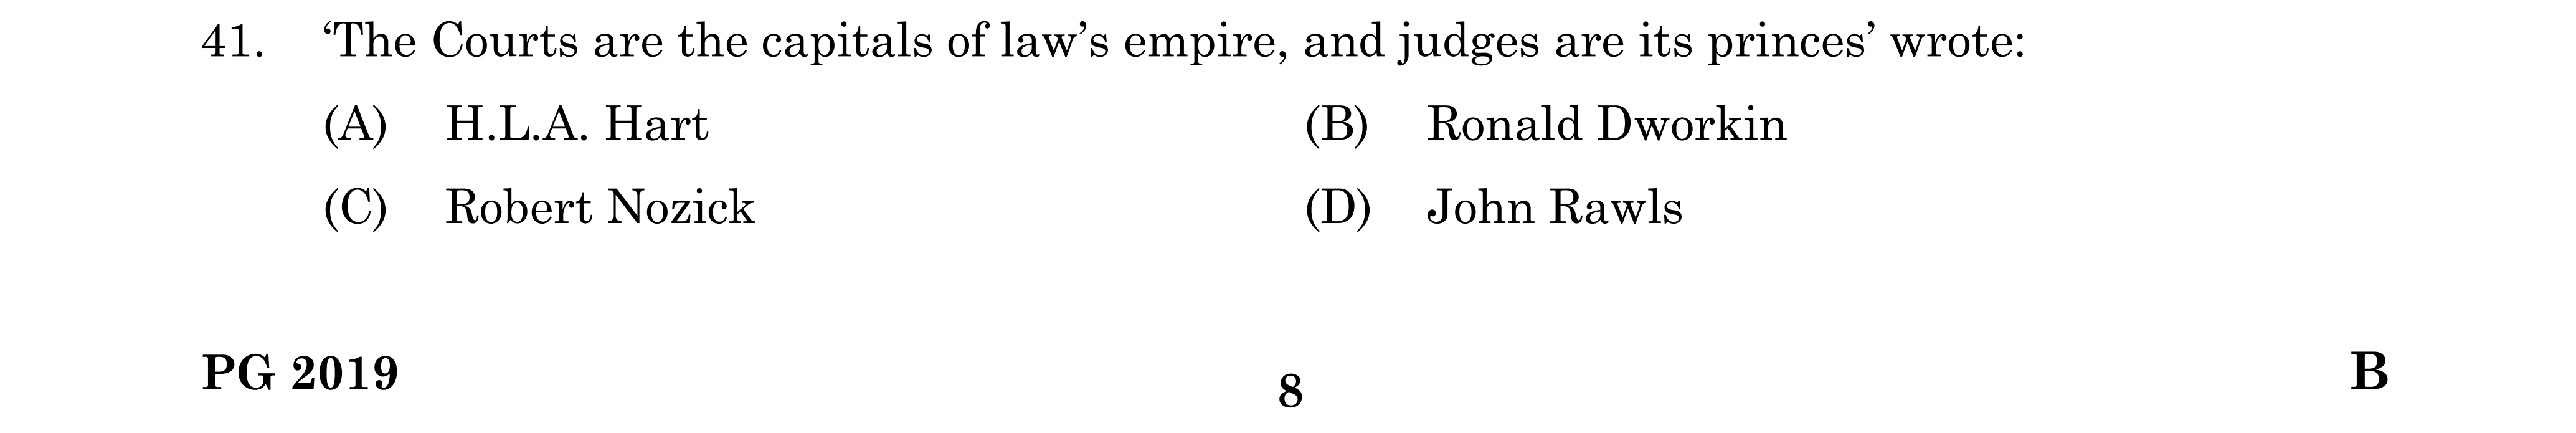 41. ‘The Courts are the capitals of law’s empire, and judges are its princes’ wrote:
(A) H.L.A. Hart (B) Ronald Dworkin
(C) Robert Nozick (D) John Rawls
PG 2019 8 B